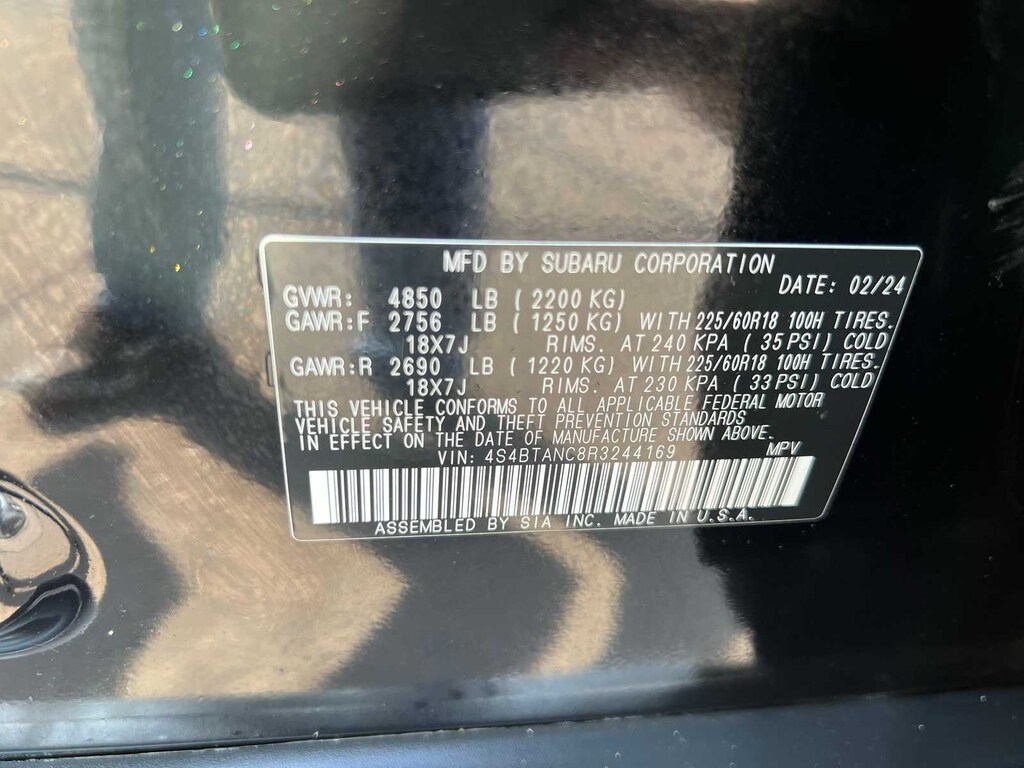 MFD BY SUBARU CORPORATION
DATE: 02/24
GVWR: 4850 LB ( 2200 KG)
GAWR:F 2756 LB ( 1250 KG) WITH 225/60R18 100H TIRES.
18X7J RIMS. AT 240 KPA ( 35 PSI) COLD
GAWR:R 2690 LB ( 1220 KG) WITH 225/60R18 100H TIRES.
18X7J RIMS. AT 230 KPA ( 33 PSI) COLD
THIS VEHICLE CONFORMS TO ALL APPLICABLE FEDERAL MOTOR
VEHICLE SAFETY AND THEFT PREVENTION STANDARDS
IN EFFECT ON THE DATE OF MANUFACTURE SHOWN ABOVE.
VIN: 4S4BTANC8R3244169 MPV
ASSEMBLED BY SIA INC. MADE IN U.S.A.